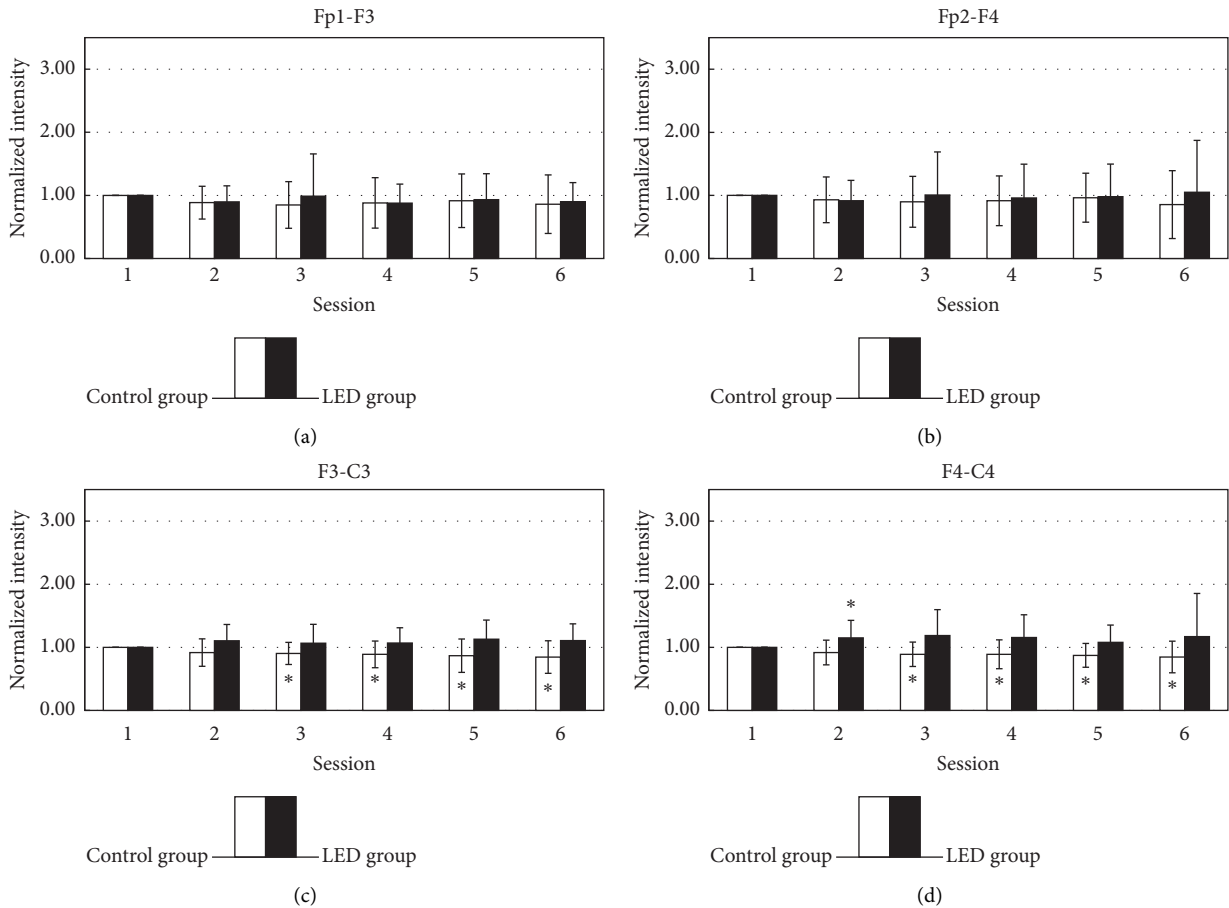 Fp1-F3
Normalized intensity
3.00
2.00
1.00
0.00
1 2 3 4 5 6
Session
Control group LED group
(a)
Fp2-F4
Normalized intensity
3.00
2.00
1.00
0.00
1 2 3 4 5 6
Session
Control group LED group
(b)
F3-C3
Normalized intensity
3.00
2.00
1.00
0.00
* * * *
1 2 3 4 5 6
Session
Control group LED group
(c)
F4-C4
Normalized intensity
3.00
2.00
*
1.00
0.00
* * * *
1 2 3 4 5 6
Session
Control group LED group
(d)